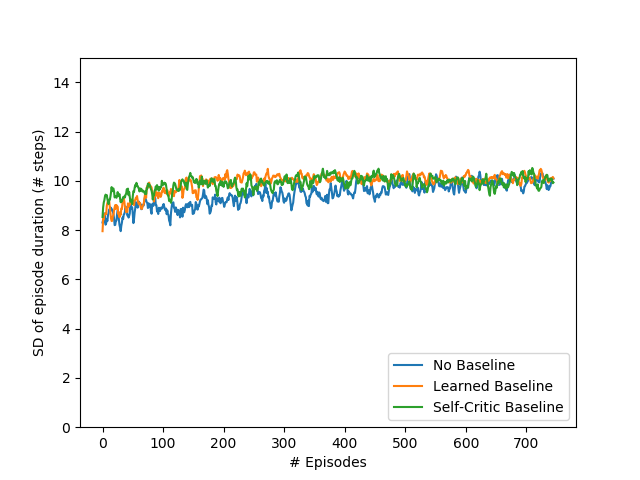 14
12
10
8
6
4
2
0
SD of episode duration (# steps)
No Baseline
Learned Baseline
Self-Critic Baseline
0 100 200 300 400 500 600 700
# Episodes